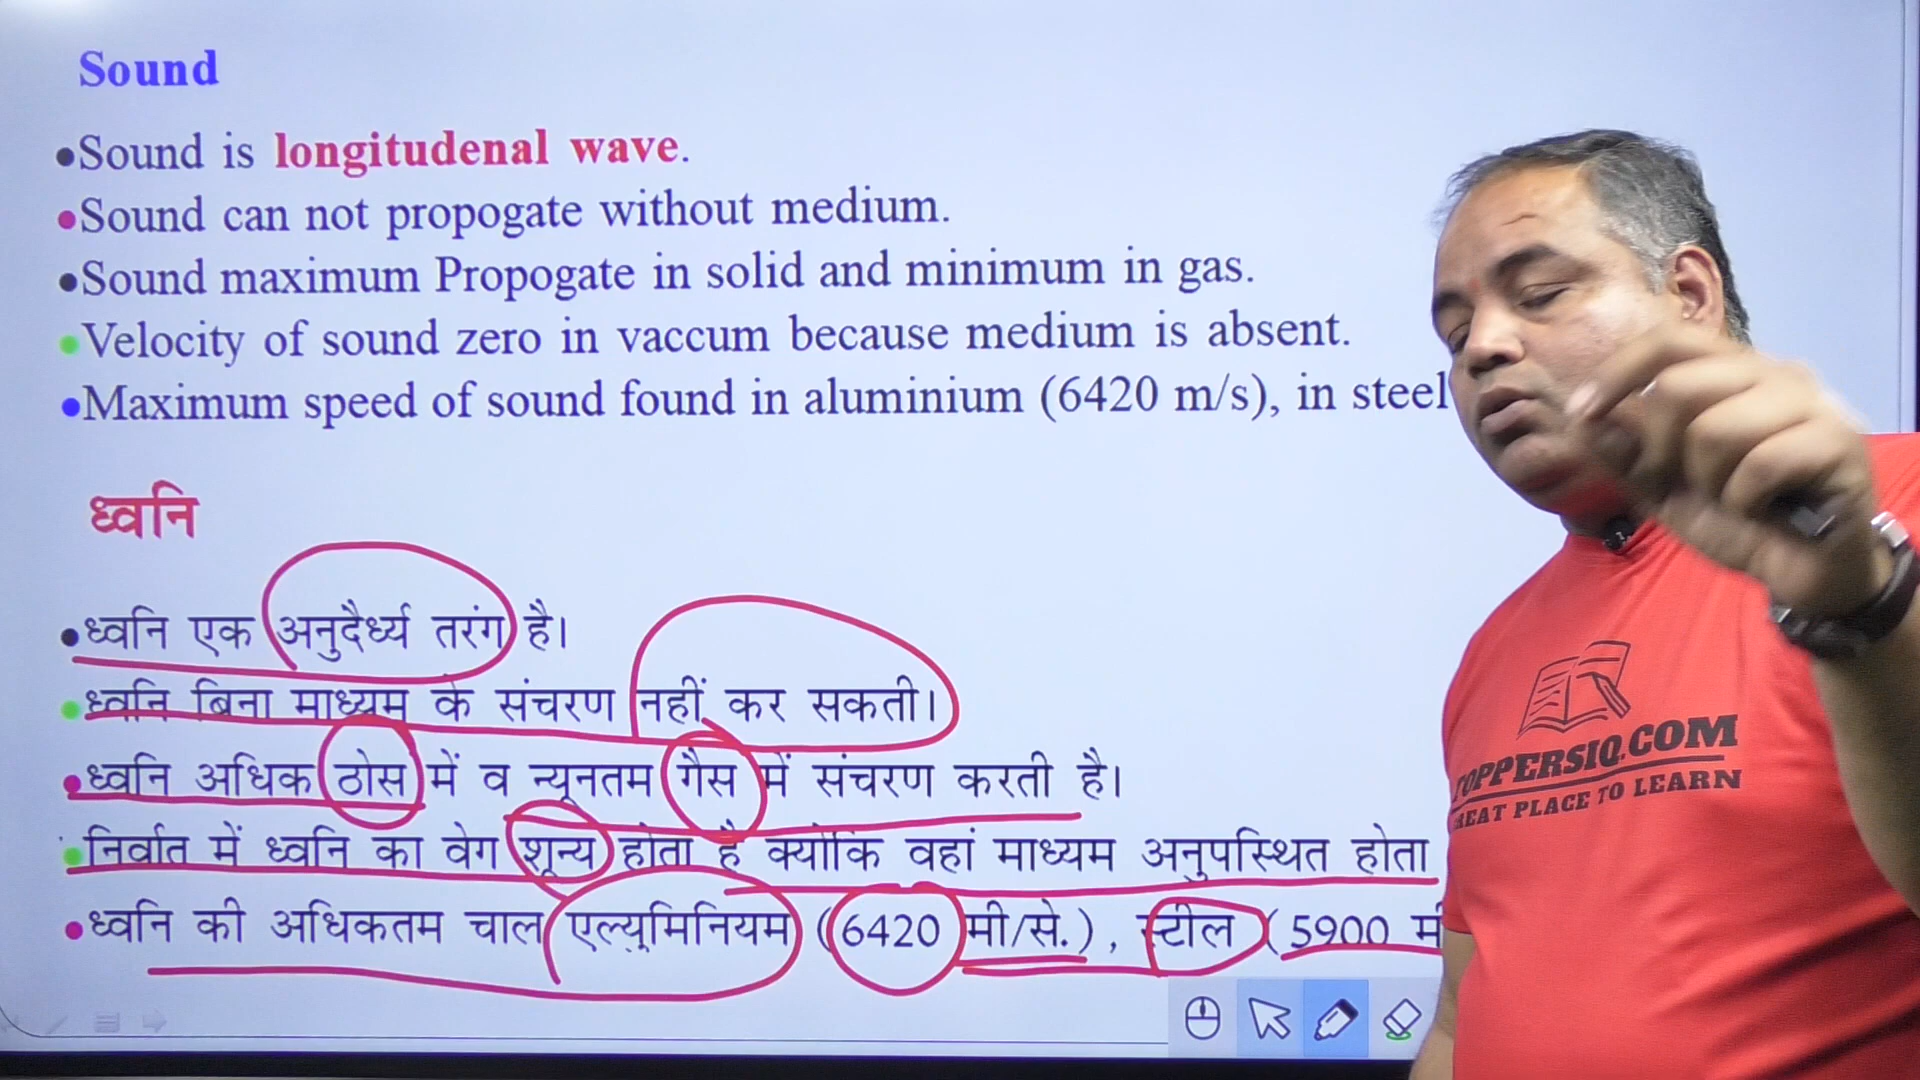 Sound
•Sound is longitudenal wave.
•Sound can not propogate without medium.
•Sound maximum Propogate in solid and minimum in gas.
•Velocity of sound zero in vaccum because medium is absent.
•Maximum speed of sound found in aluminium (6420 m/s), in steel
ध्वनि
•ध्वनि एक अनुदैर्ध्य तरंग है।
•ध्वनि बिना माध्यम के संचरण नहीं कर सकती।
•ध्वनि अधिक ठोस में व न्यूनतम गैस में संचरण करती है।
•निर्वात में ध्वनि का वेग शून्य होता है क्योंकि वहां माध्यम अनुपस्थित होता
•ध्वनि की अधिकतम चाल एल्यूमिनियम (6420 मी/से.), स्टील (5900
TOPPERSIQ.COM
PLACE TO LEARN